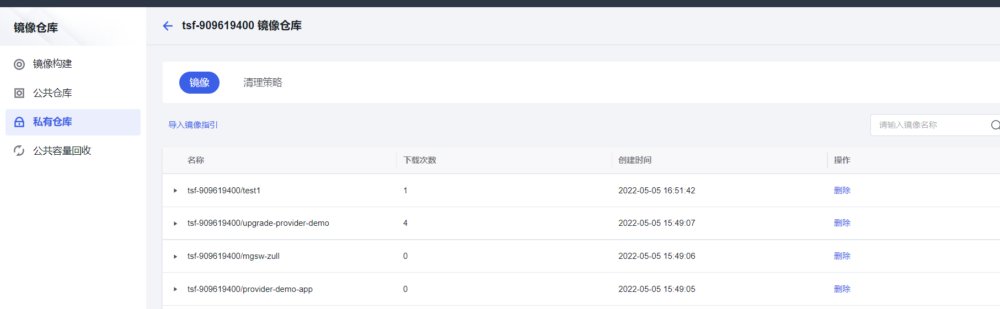 镜像仓库
镜像构建
公共仓库
私有仓库
公共容量回收
tsf-909619400 镜像仓库
镜像 清理策略
导入镜像指引 请输入镜像名称
名称 下载次数 创建时间 操作
tsf-909619400/test1 1 2022-05-05 16:51:42 删除
tsf-909619400/upgrade-provider-demo 4 2022-05-05 15:49:07 删除
tsf-909619400/mgsw-zull 0 2022-05-05 15:49:06 删除
tsf-909619400/provider-demo-app 0 2022-05-05 15:49:05 删除